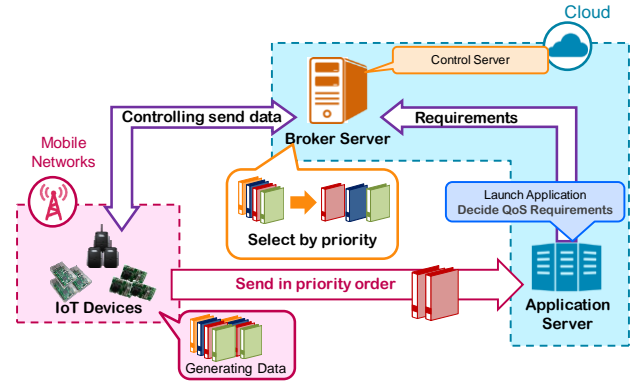 Cloud
Control Server
Controlling send data
Broker Server
Requirements
Mobile
Networks
Launch Application
Decide QoS Requirements
Select by priority
IoT Devices
Send in priority order
Application
Server
Generating Data